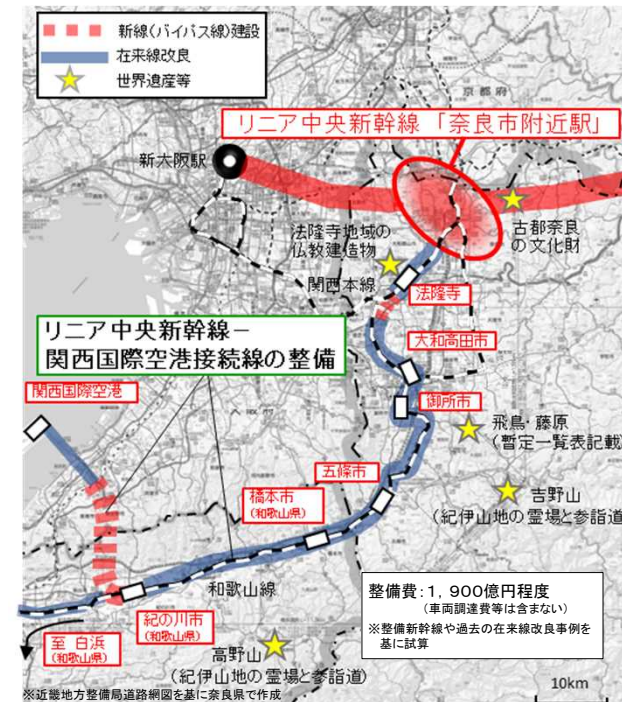 新線(バイパス線)建設
在来線改良
世界遺産等
京都府
リニア中央新幹線「奈良市附近駅」
新大阪駅
古都奈良
の文化財
法隆寺地域の
仏教建造物
関西本線
法隆寺
リニア中央新幹線－
関西国際空港接続線の整備
大和高田市
関西国際空港
御所市
飛鳥・藤原
(暫定一覧表記載)
五條市
吉野山
(紀伊山地の霊場と参詣道)
橋本市
(和歌山県)
和歌山線
整備費：1，900億円程度
(車両調達費等は含まない)
※整備新幹線や過去の在来線改良事例を
基に試算
紀の川市
(和歌山県)
至 白浜
(和歌山県)
高野山
(紀伊山地の霊場と参詣道)
※近畿地方整備局道路網図を基に奈良県で作成
10km